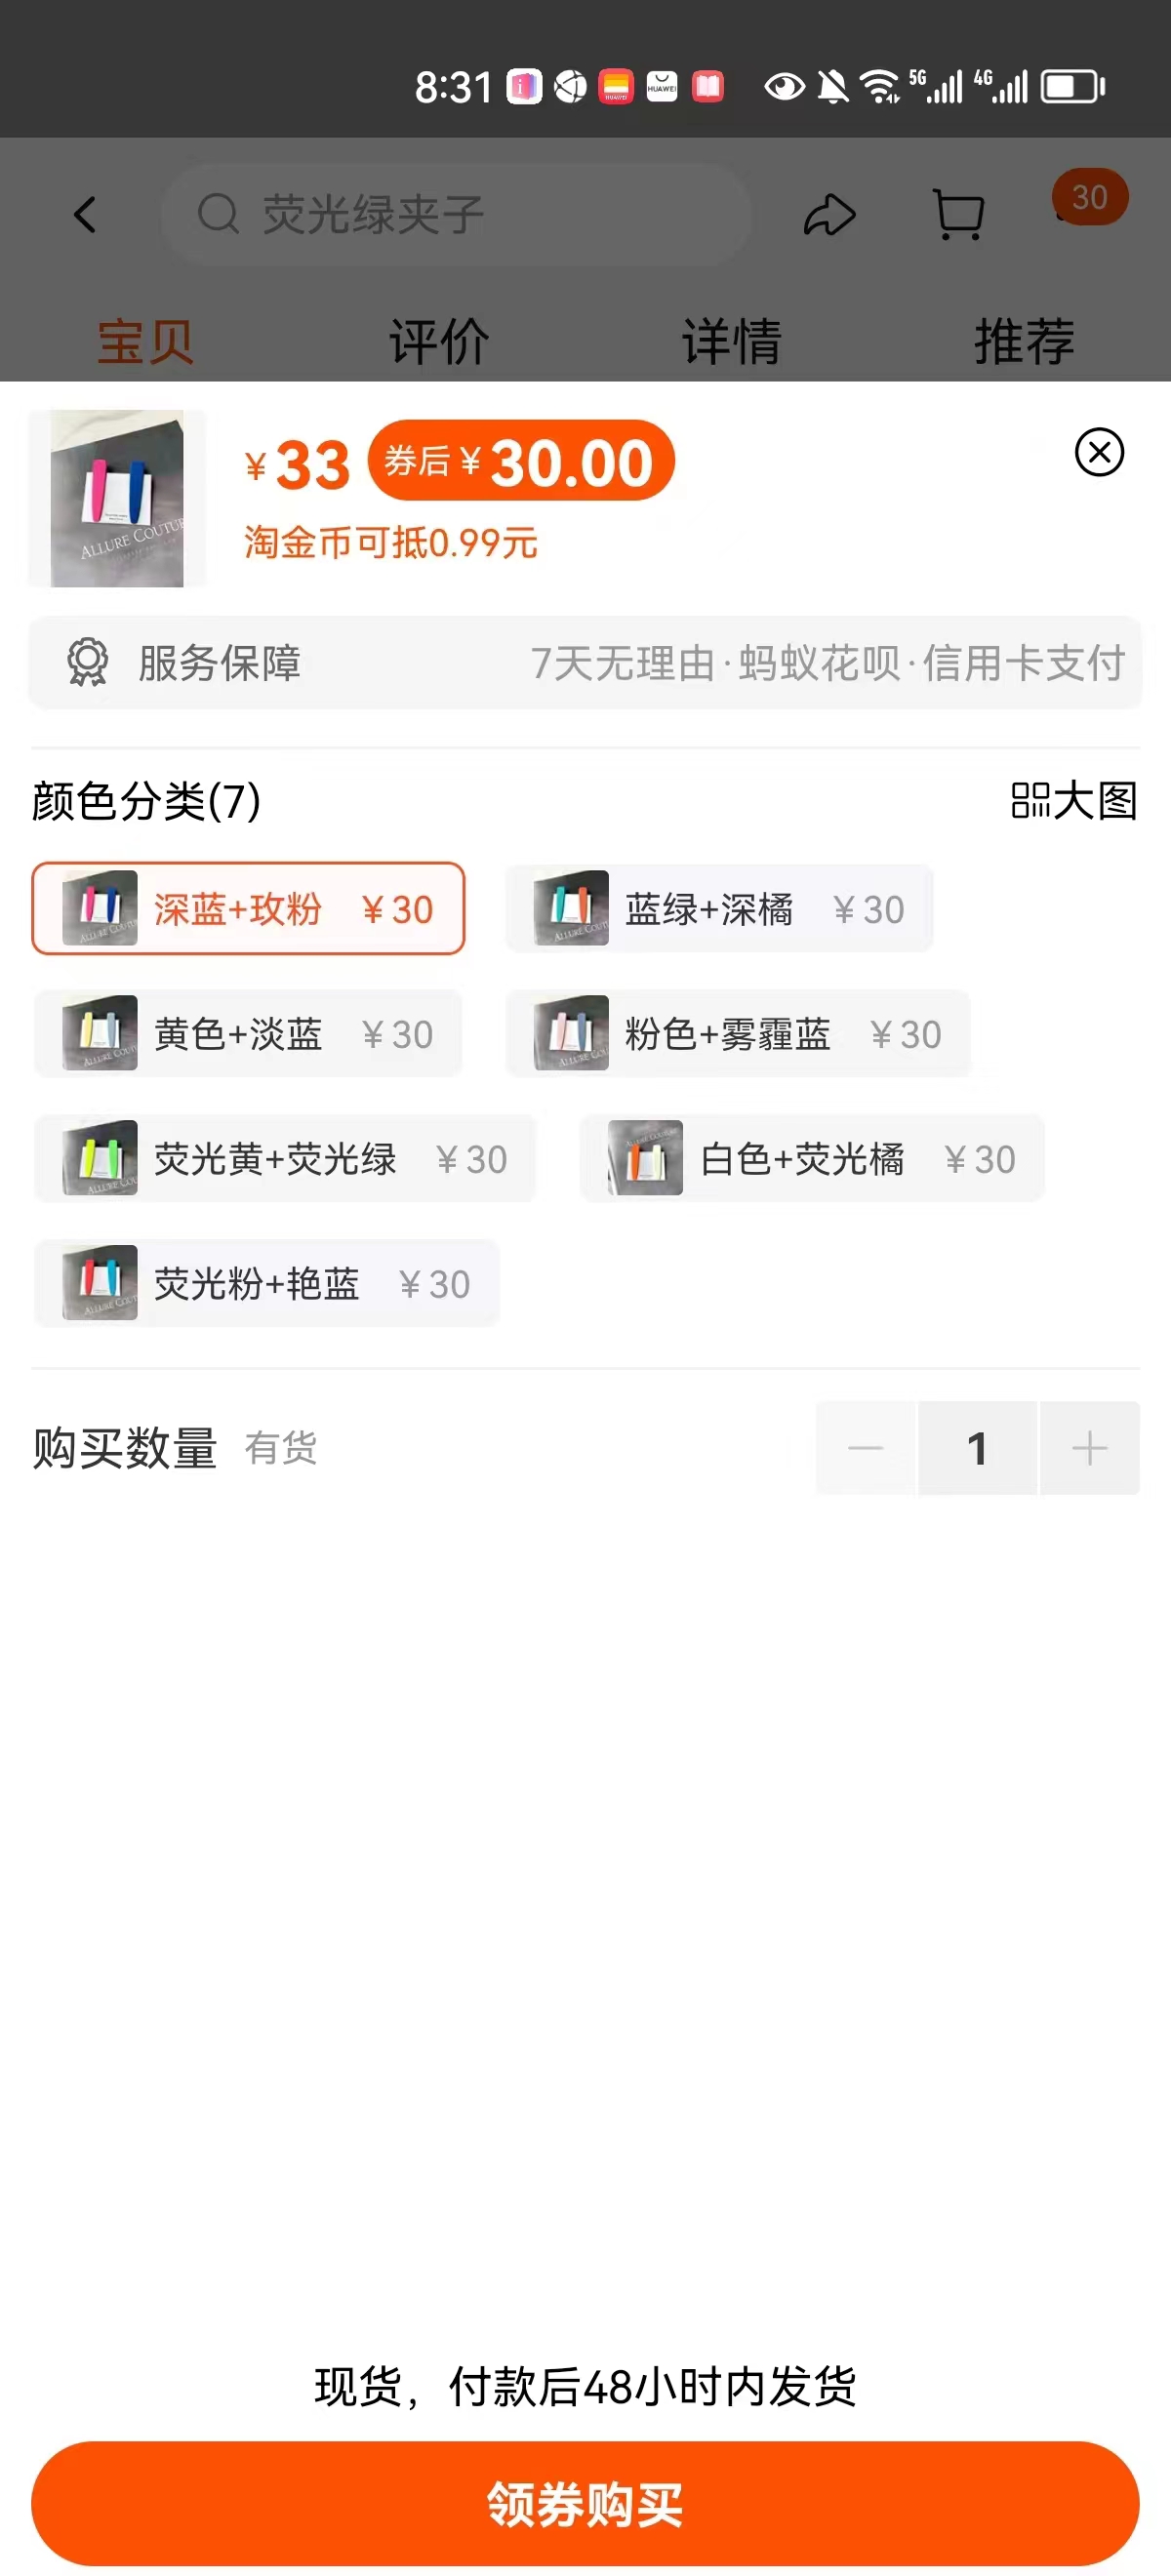 8:31
HUAWEI
HUAWEI
5G
4G
荧光绿夹子
30
宝贝
评价
详情
推荐
ALLURE COUTURE
¥33
券后¥30.00
淘金币可抵0.99元
服务保障
7天无理由·蚂蚁花呗·信用卡支付
颜色分类(7)
大图
深蓝+玫粉 ¥30
蓝绿+深橘 ¥30
黄色+淡蓝 ¥30
粉色+雾霾蓝 ¥30
荧光黄+荧光绿 ¥30
白色+荧光橘 ¥30
荧光粉+艳蓝 ¥30
购买数量 有货
1
现货，付款后48小时内发货
领券购买